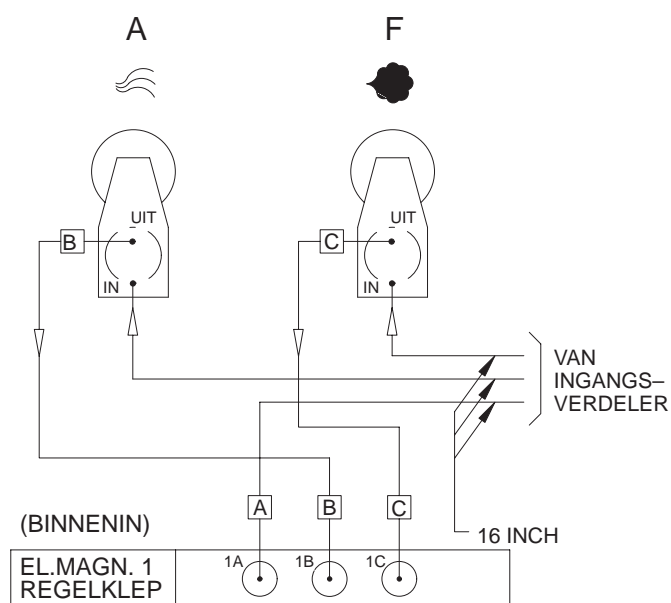 A
F
UIT
UIT
B
C
IN
IN
VAN
INGANGS–
VERDELER
A
B
C
(BINNENIN)
16 INCH
EL.MAGN. 1
REGELKLEP
1A
1B
1C